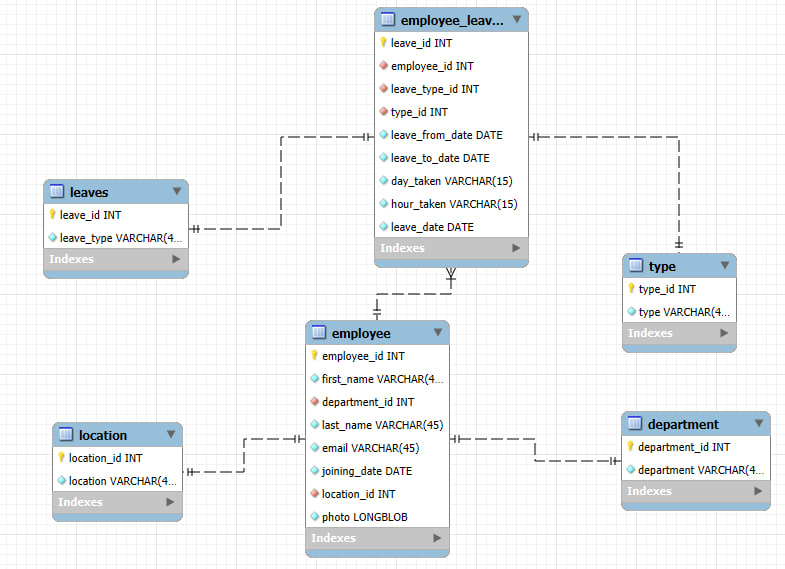 employee_leav...
leave_id INT
employee_id INT
leave_type_id INT
type_id INT
leave_from_date DATE
leave_to_date DATE
day_taken VARCHAR(15)
hour_taken VARCHAR(15)
leave_date DATE
Indexes
leaves
leave_id INT
leave_type VARCHAR(4...
Indexes
type
type_id INT
type VARCHAR(4...
Indexes
employee
employee_id INT
first_name VARCHAR(4...
department_id INT
last_name VARCHAR(45)
email VARCHAR(45)
joining_date DATE
location_id INT
photo LONGBLOB
Indexes
location
location_id INT
location VARCHAR(4...
Indexes
department
department_id INT
department VARCHAR(4...
Indexes